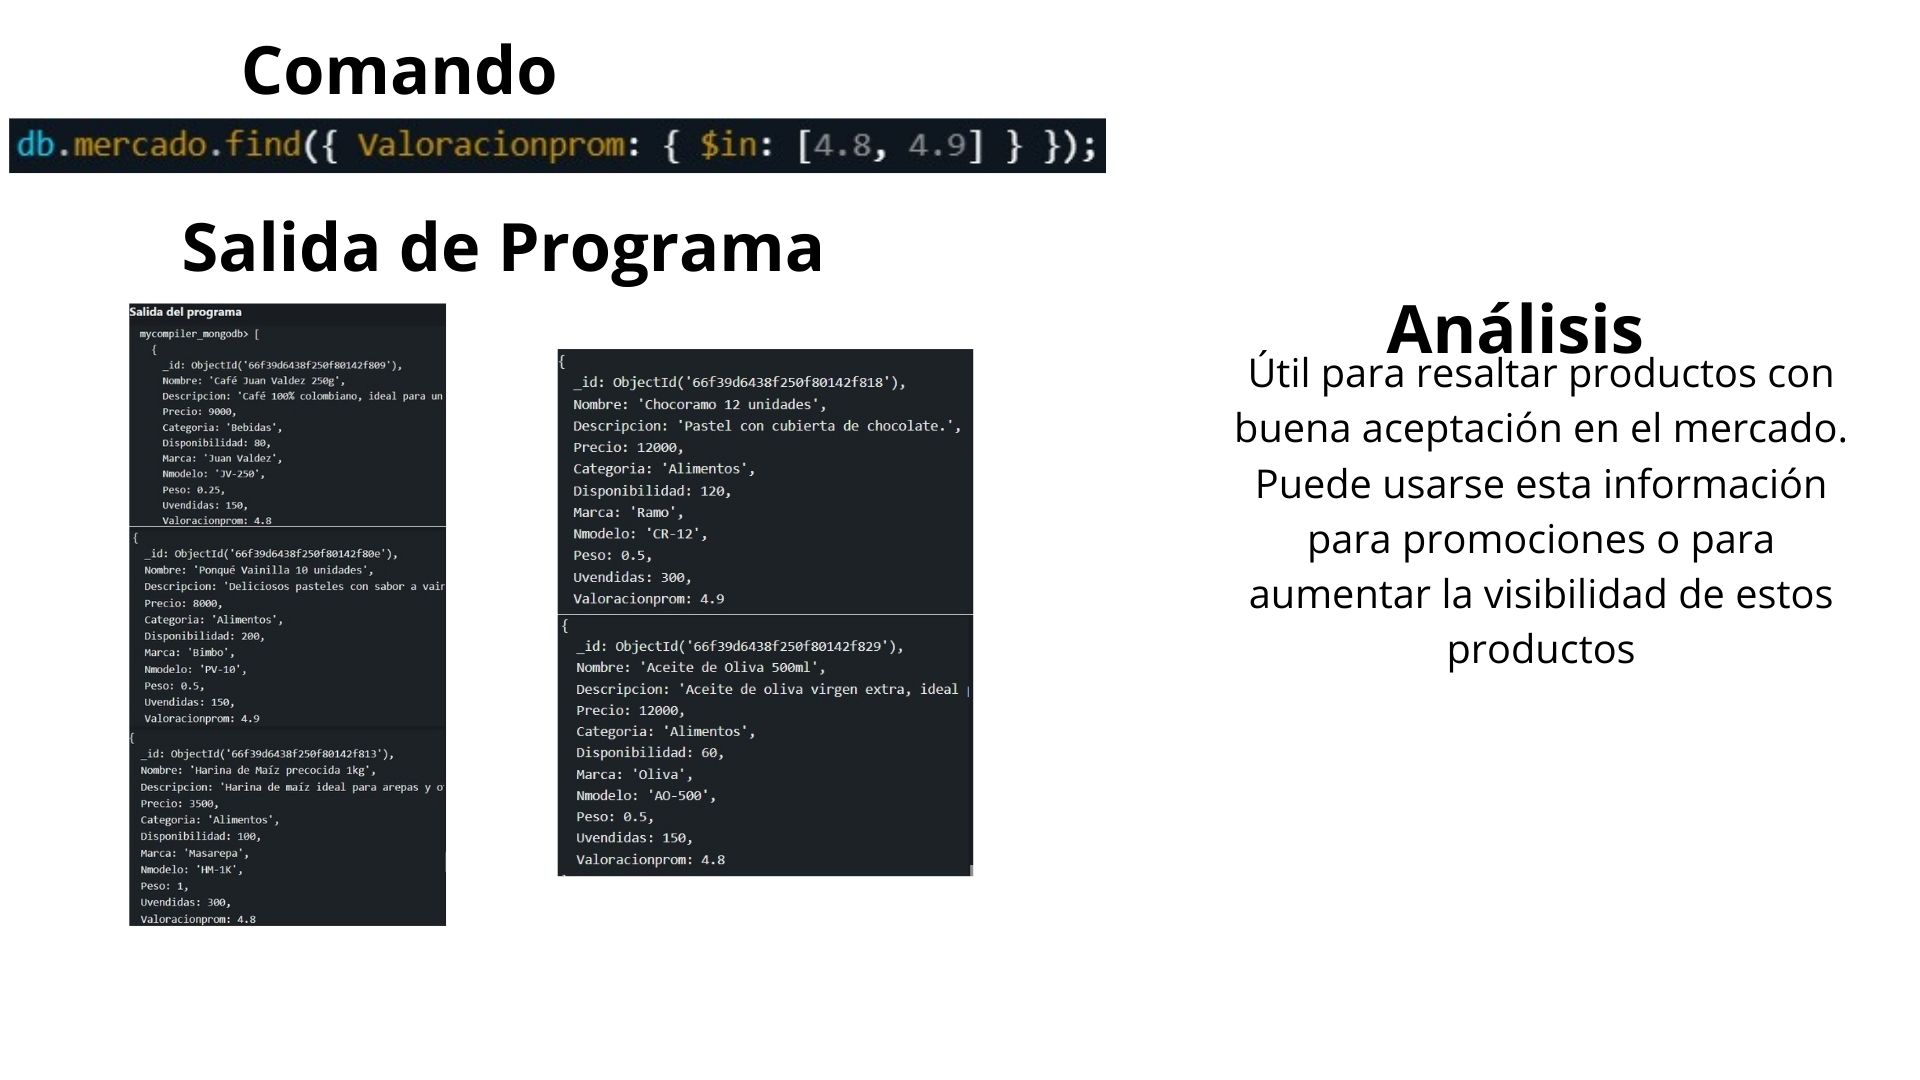 Comando
db.mercado.find({ Valoracionprom: { $in: [4.8, 4.9] } });
Salida de Programa
Salida del programa
mycompiler_mongodb> [
{
_id: ObjectId('66f39d6438f250f80142f809'),
Nombre: 'Café Juan Valdez 250g',
Descripcion: 'Café 100% colombiano, ideal para un
Precio: 9000,
Categoria: 'Bebidas',
Disponibilidad: 80,
Marca: 'Juan Valdez',
Nmodelo: 'JV-250',
Peso: 0.25,
Uvendidas: 150,
Valoracionprom: 4.8
{
_id: ObjectId('66f39d6438f250f80142f80e'),
Nombre: 'Ponqué Vainilla 10 unidades',
Descripcion: 'Deliciosos pasteles con sabor a vair
Precio: 8000,
Categoria: 'Alimentos',
Disponibilidad: 200,
Marca: 'Bimbo',
Nmodelo: 'PV-10',
Peso: 0.5,
Uvendidas: 150,
Valoracionprom: 4.9
{
_id: ObjectId('66f39d6438f250f80142f813'),
Nombre: 'Harina de Maíz precocida 1kg',
Descripcion: 'Harina de maíz ideal para arepas y o
Precio: 3500,
Categoria: 'Alimentos',
Disponibilidad: 100,
Marca: 'Masarepa',
Nmodelo: 'HM-1K',
Peso: 1,
Uvendidas: 300,
Valoracionprom: 4.8
{
_id: ObjectId('66f39d6438f250f80142f818'),
Nombre: 'Chocoramo 12 unidades',
Descripcion: 'Pastel con cubierta de chocolate.',
Precio: 12000,
Categoria: 'Alimentos',
Disponibilidad: 120,
Marca: 'Ramo',
Nmodelo: 'CR-12',
Peso: 0.5,
Uvendidas: 300,
Valoracionprom: 4.9
{
_id: ObjectId('66f39d6438f250f80142f829'),
Nombre: 'Aceite de Oliva 500ml',
Descripcion: 'Aceite de oliva virgen extra, ideal
Precio: 12000,
Categoria: 'Alimentos',
Disponibilidad: 60,
Marca: 'Oliva',
Nmodelo: 'AO-500',
Peso: 0.5,
Uvendidas: 150,
Valoracionprom: 4.8
Análisis
Útil para resaltar productos con
buena aceptación en el mercado.
Puede usarse esta información
para promociones o para
aumentar la visibilidad de estos
productos